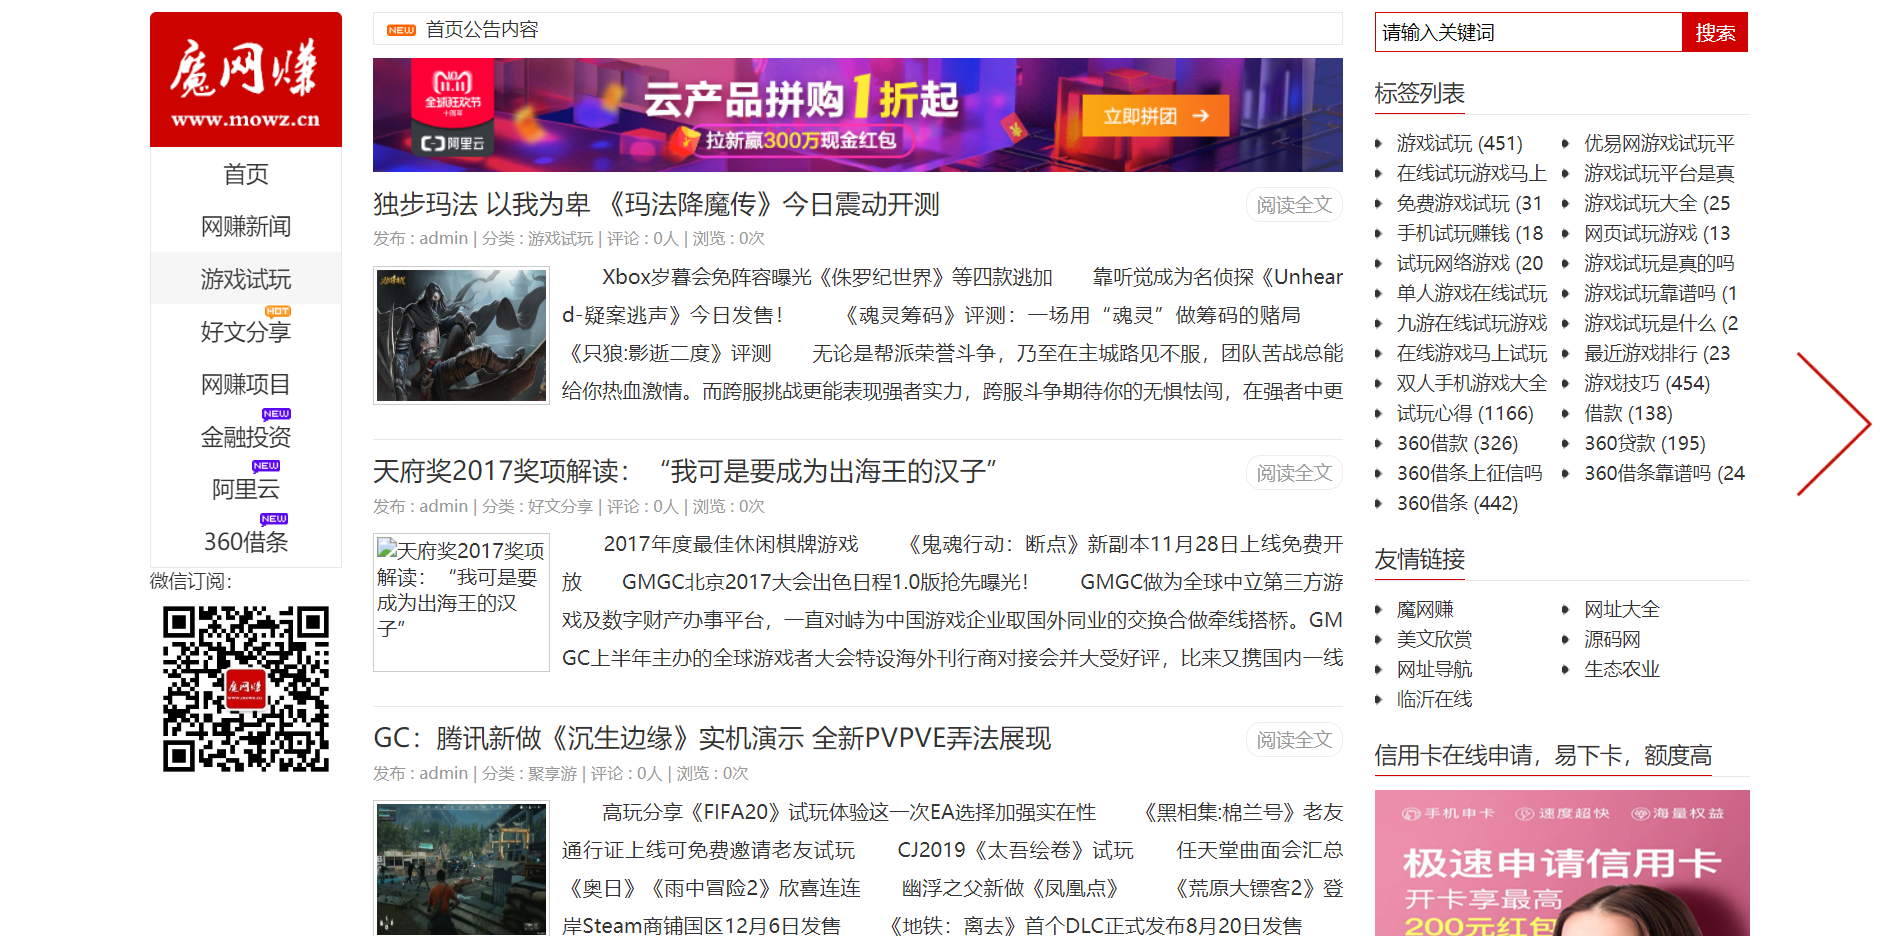 魔网赚
www.mowz.cn
首页
网赚新闻
游戏试玩
HOT
好文分享
网赚项目
NEW
金融投资
NEW
阿里云
NEW
360借条
微信订阅：
魔网赚
www.mowz.cn
NEW 首页公告内容
11.11
全球狂欢节
十周年
阿里云
云产品拼购1折起
拉新赢300万现金红包
立即拼团 →
独步玛法 以我为卑 《玛法降魔传》今日震动开测
阅读全文
发布 : admin | 分类 : 游戏试玩 | 评论 : 0人 | 浏览 : 0次
Xbox岁暮会免阵容曝光《侏罗纪世界》等四款逃加 靠听觉成为名侦探《Unhear
d-疑案逃声》今日发售！ 《魂灵筹码》评测：一场用“魂灵”做筹码的赌局
《只狼:影逝二度》评测 无论是帮派荣誉斗争，乃至在主城路见不服，团队苦战总能
给你热血激情。而跨服挑战更能表现强者实力，跨服斗争期待你的无惧怯闯，在强者中更
天府奖2017奖项解读：“我可是要成为出海王的汉子”
阅读全文
发布 : admin | 分类 : 好文分享 | 评论 : 0人 | 浏览 : 0次
天府奖2017奖项
解读：“我可是要
成为出海王的汉
子”
2017年度最佳休闲棋牌游戏 《鬼魂行动：断点》新副本11月28日上线免费开
放 GMGC北京2017大会出色日程1.0版抢先曝光！ GMGC做为全球中立第三方游
戏及数字财产办事平台，一直对峙为中国游戏企业取国外同业的交换合做牵线搭桥。GM
GC上半年主办的全球游戏者大会特设海外刊行商对接会并大受好评，比来又携国内一线
GC：腾讯新做《沉生边缘》实机演示 全新PVPVE弄法展现
阅读全文
发布 : admin | 分类 : 聚享游 | 评论 : 0人 | 浏览 : 0次
高玩分享《FIFA20》试玩体验这一次EA选择加强实在性 《黑相集:棉兰号》老友
通行证上线可免费邀请老友试玩 CJ2019《太吾绘卷》试玩 任天堂曲面会汇总
《奥日》《雨中冒险2》欣喜连连 幽浮之父新做《凤凰点》 《荒原大镖客2》登
岸Steam商铺国区12月6日发售 《地铁：离去》首个DLC正式发布8月20日发售
请输入关键词
搜索
标签列表
游戏试玩 (451)
优易网游戏试玩平
在线试玩游戏马上
游戏试玩平台是真
免费游戏试玩 (31
游戏试玩大全 (25
手机试玩赚钱 (18
网页试玩游戏 (13
试玩网络游戏 (20
游戏试玩是真的吗
单人游戏在线试玩
游戏试玩靠谱吗 (1
九游在线试玩游戏
游戏试玩是什么 (2
在线游戏马上试玩
最近游戏排行 (23
双人手机游戏大全
游戏技巧 (454)
试玩心得 (1166)
借款 (138)
360借款 (326)
360贷款 (195)
360借条上征信吗
360借条靠谱吗 (24
360借条 (442)
友情链接
魔网赚
网址大全
美文欣赏
源码网
网址导航
生态农业
临沂在线
信用卡在线申请，易下卡，额度高
手机申卡 速度超快 海量权益
极速申请信用卡
开卡享最高
200元红包